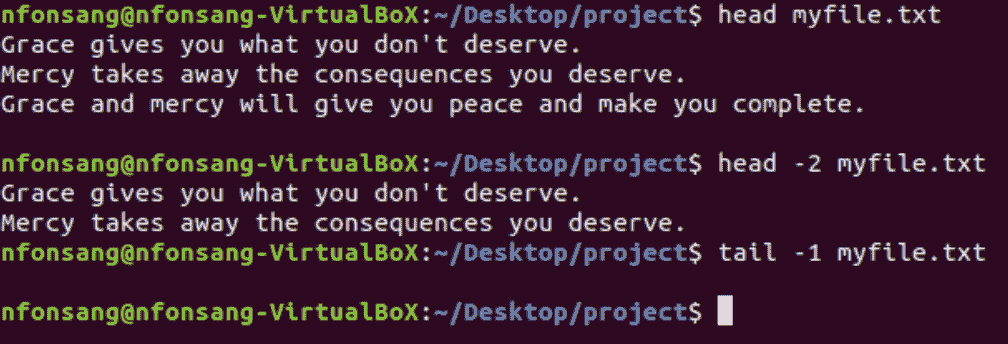 nfonsang@nfonsang-VirtualBoX:~/Desktop/project$ head myfile.txt
Grace gives you what you don't deserve.
Mercy takes away the consequences you deserve.
Grace and mercy will give you peace and make you complete.

nfonsang@nfonsang-VirtualBoX:~/Desktop/project$ head -2 myfile.txt
Grace gives you what you don't deserve.
Mercy takes away the consequences you deserve.
nfonsang@nfonsang-VirtualBoX:~/Desktop/project$ tail -1 myfile.txt

nfonsang@nfonsang-VirtualBoX:~/Desktop/project$